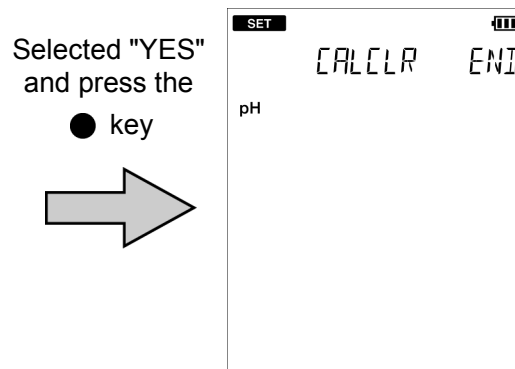 Selected "YES"
and press the
● key
SET
CALCLR
pH